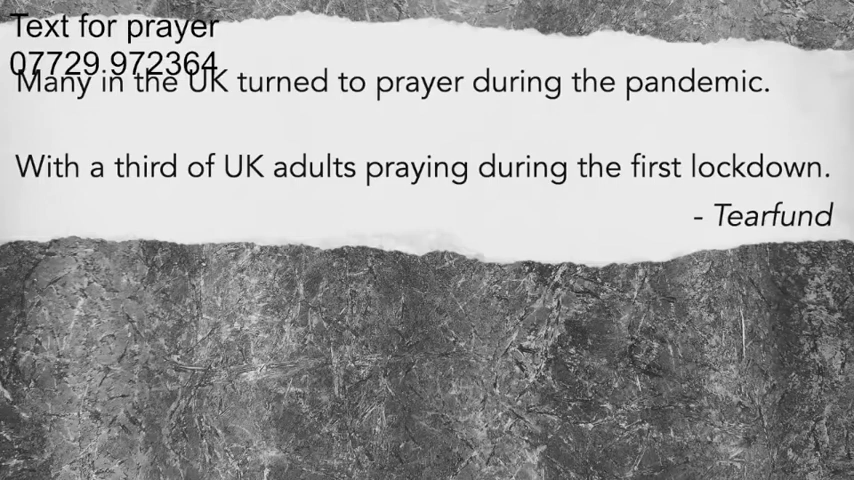 Text for prayer
07729 972364
Many in the UK turned to prayer during the pandemic.
With a third of UK adults praying during the first lockdown.
- Tearfund